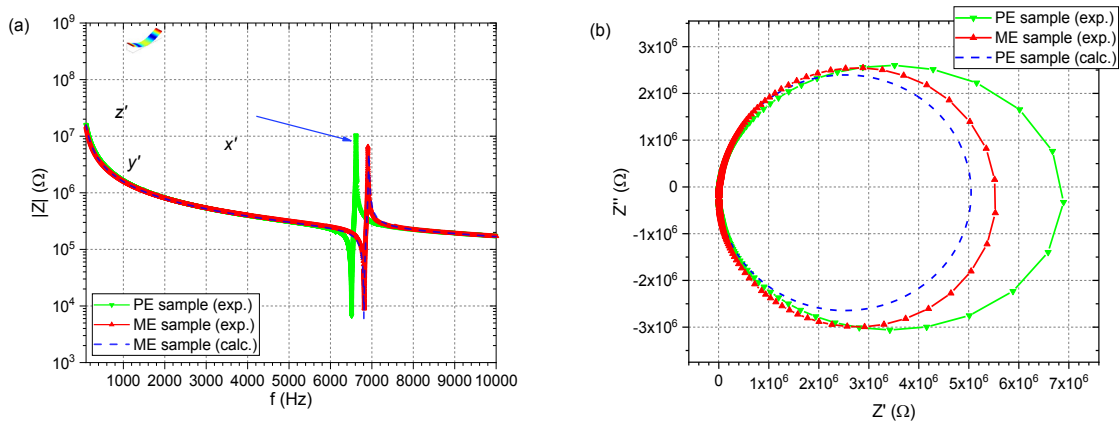 (a)
10⁹
10⁸
10⁷
10⁶
10⁵
10⁴
10³
|Z| (Ω)
z'
y'
x'
PE sample (exp.)
ME sample (exp.)
ME sample (calc.)
1000 2000 3000 4000 5000 6000 7000 8000 9000 10000
f (Hz)
(b)
PE sample (exp.)
ME sample (exp.)
PE sample (calc.)
3x10⁶
2x10⁶
1x10⁶
0
-1x10⁶
-2x10⁶
-3x10⁶
Z'' (Ω)
0 1x10⁶ 2x10⁶ 3x10⁶ 4x10⁶ 5x10⁶ 6x10⁶ 7x10⁶
Z' (Ω)